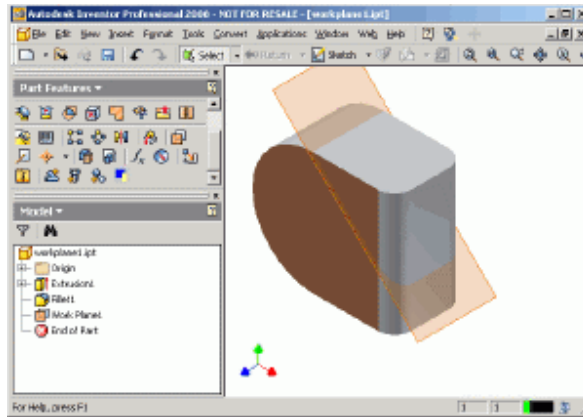 Autodesk Inventor Professional 2008 - NOT FOR RESALE - [workplane1.ipt]
File Edit View Insert Format Tools Convert Applications Window Web Help
Select Return Sketch
Part Features
Model
workplane1.ipt
Origin
Extrusion1
Fillet1
Work Plane1
End of Part
For Help, press F1
1 1